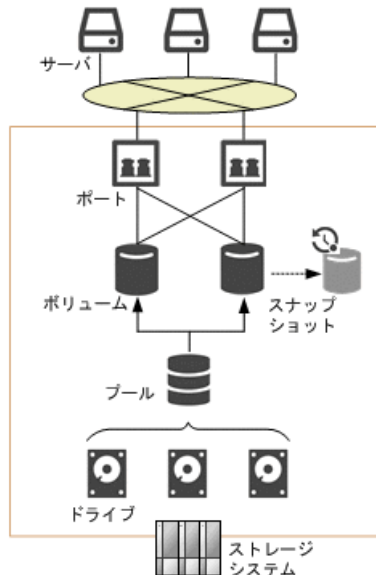 サーバ
ポート
ボリューム
スナップ
ショット
プール
ドライブ
ストレージ
システム